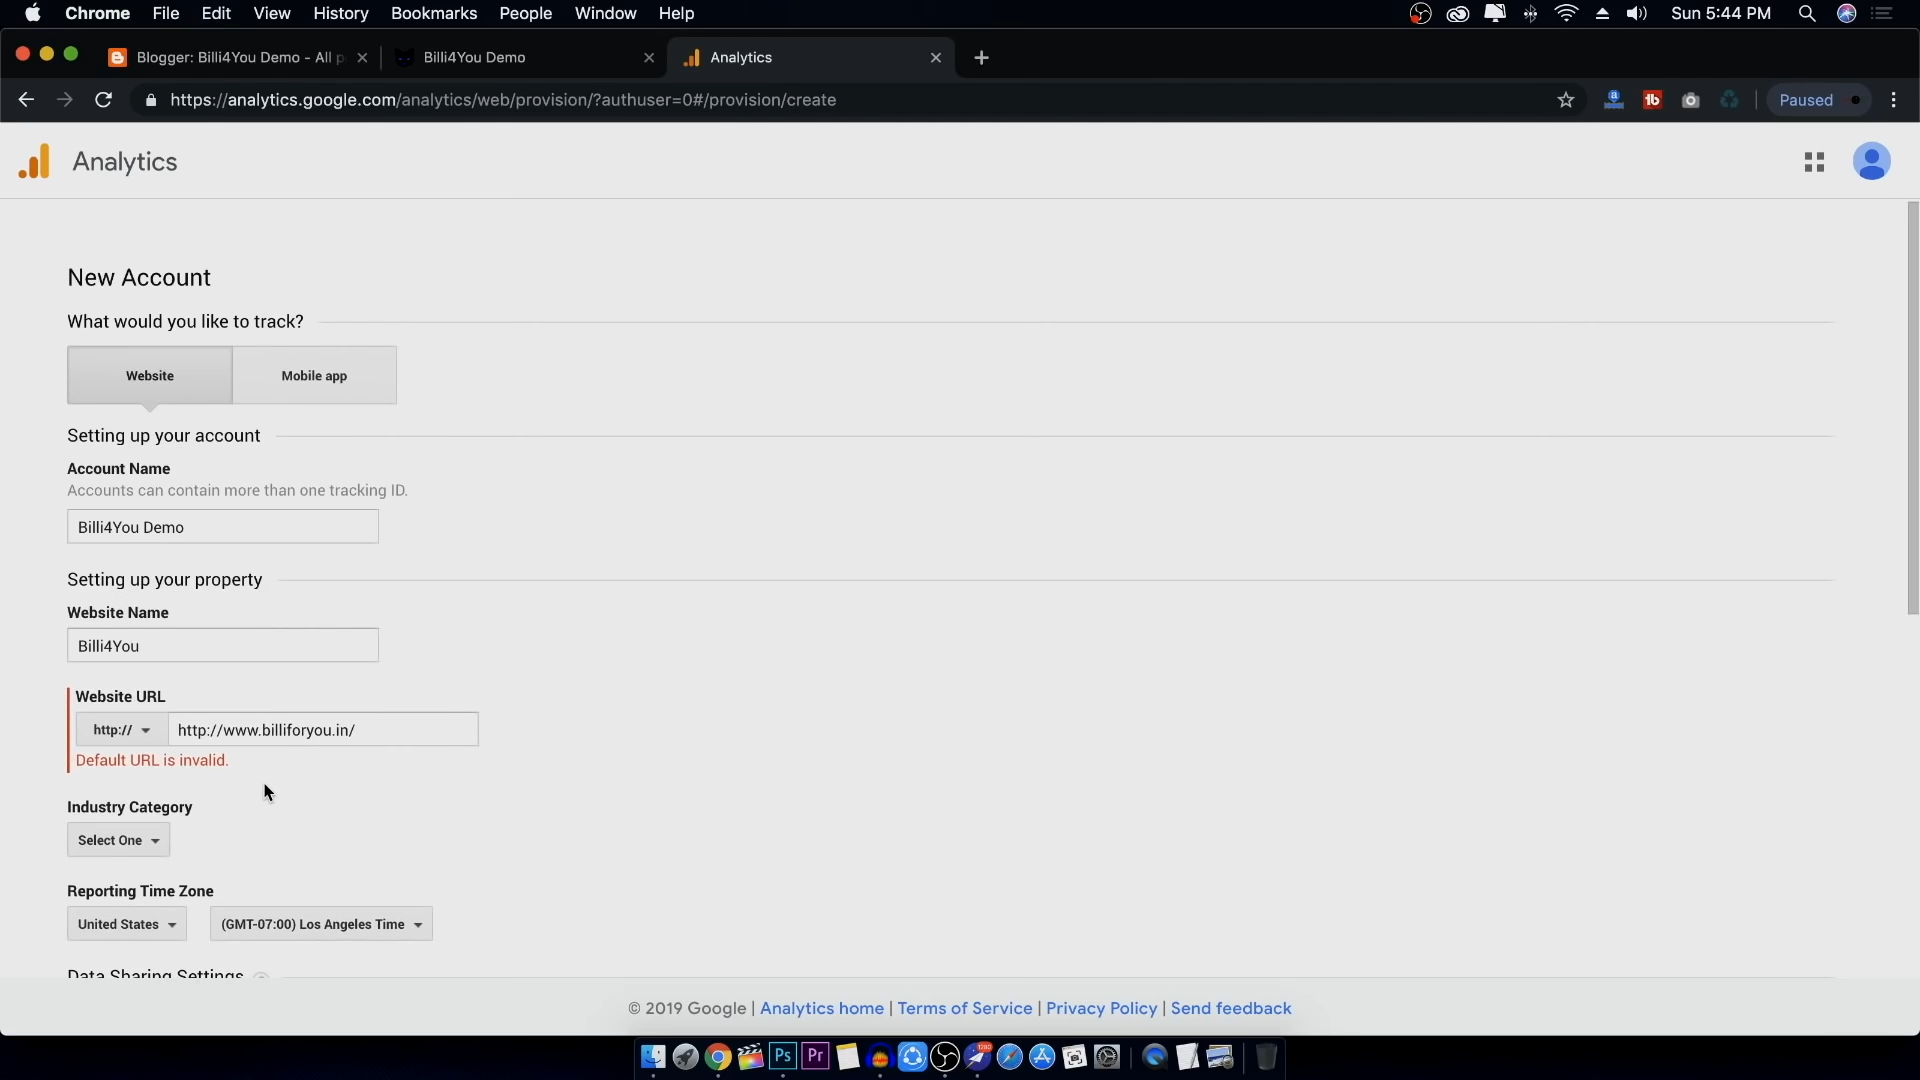 Chrome File Edit View History Bookmarks People Window Help Sun 5:44 PM
Blogger: Billi4You Demo - All p Billi4You Demo Analytics
https://analytics.google.com/analytics/web/provision/?authuser=0#/provision/create Paused
Analytics
New Account
What would you like to track?
Website Mobile app
Setting up your account
Account Name
Accounts can contain more than one tracking ID.
Billi4You Demo
Setting up your property
Website Name
Billi4You
Website URL
http:// http://www.billiforyou.in/
Default URL is invalid.
Industry Category
Select One
Reporting Time Zone
United States (GMT-07:00) Los Angeles Time
Data Sharing Settings
© 2019 Google | Analytics home | Terms of Service | Privacy Policy | Send feedback
Ps Pr